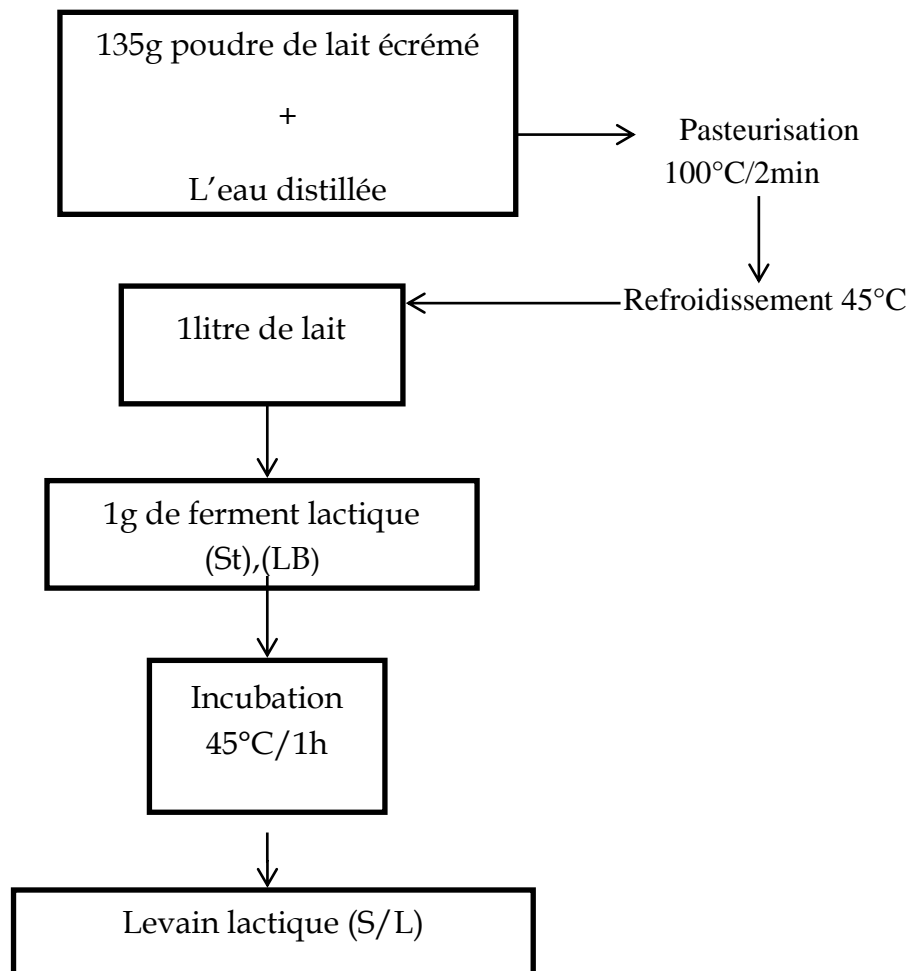 135g poudre de lait écrémé
+
L’eau distillée
Pasteurisation
100°C/2min
Refroidissement 45°C
1litre de lait
1g de ferment lactique
(St),(LB)
Incubation
45°C/1h
Levain lactique (S/L)